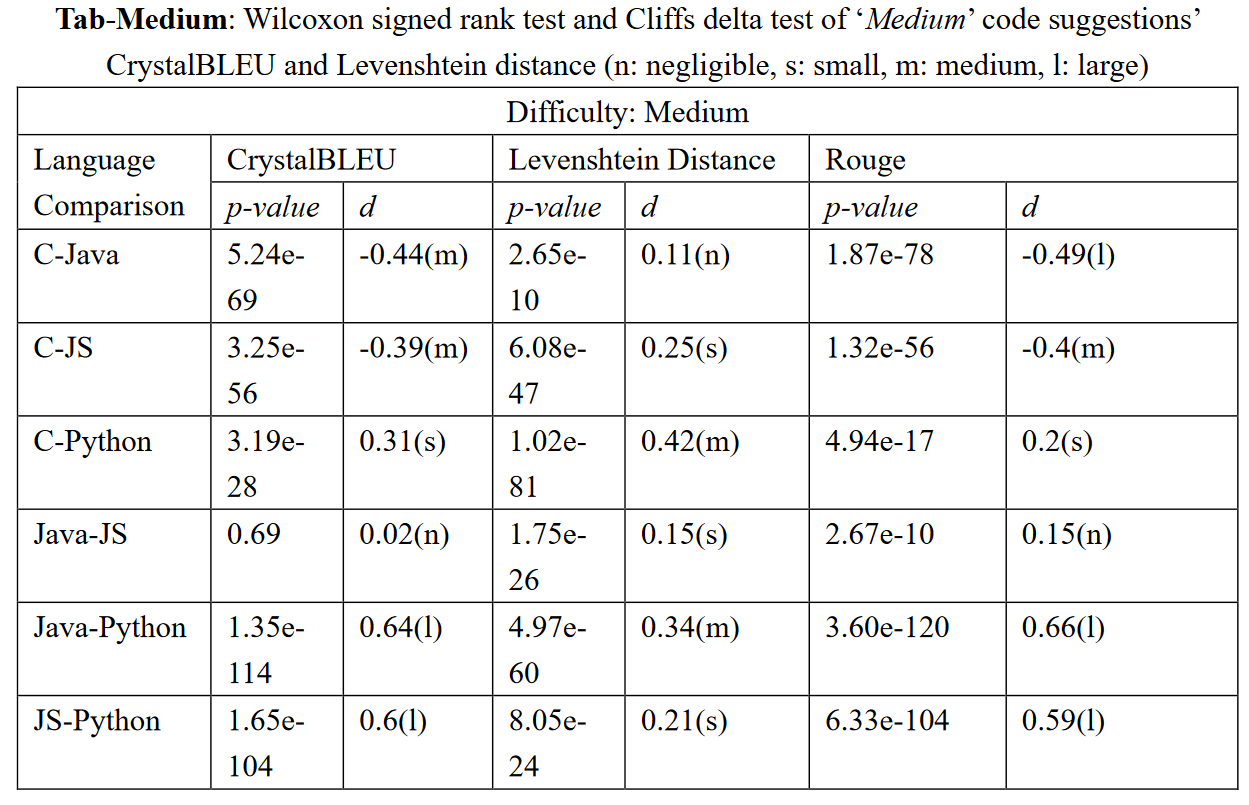 Tab-Medium: Wilcoxon signed rank test and Cliffs delta test of ‘Medium’ code suggestions’
CrystalBLEU and Levenshtein distance (n: negligible, s: small, m: medium, l: large)
Difficulty: Medium
Language Comparison CrystalBLEU Levenshtein Distance Rouge
p-value d p-value d p-value d
C-Java 5.24e-69 -0.44(m) 2.65e-10 0.11(n) 1.87e-78 -0.49(l)
C-JS 3.25e-56 -0.39(m) 6.08e-47 0.25(s) 1.32e-56 -0.4(m)
C-Python 3.19e-28 0.31(s) 1.02e-81 0.42(m) 4.94e-17 0.2(s)
Java-JS 0.69 0.02(n) 1.75e-26 0.15(s) 2.67e-10 0.15(n)
Java-Python 1.35e-114 0.64(l) 4.97e-60 0.34(m) 3.60e-120 0.66(l)
JS-Python 1.65e-104 0.6(l) 8.05e-24 0.21(s) 6.33e-104 0.59(l)